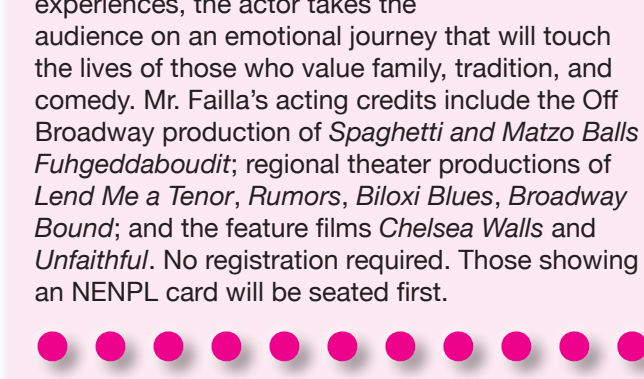 experiences, the actor takes the
audience on an emotional journey that will touch
the lives of those who value family, tradition, and
comedy. Mr. Failla’s acting credits include the Off
Broadway production of Spaghetti and Matzo Balls
Fuhgeddaboudit; regional theater productions of
Lend Me a Tenor, Rumors, Biloxi Blues, Broadway
Bound; and the feature films Chelsea Walls and
Unfaithful. No registration required. Those showing
an NENPL card will be seated first.